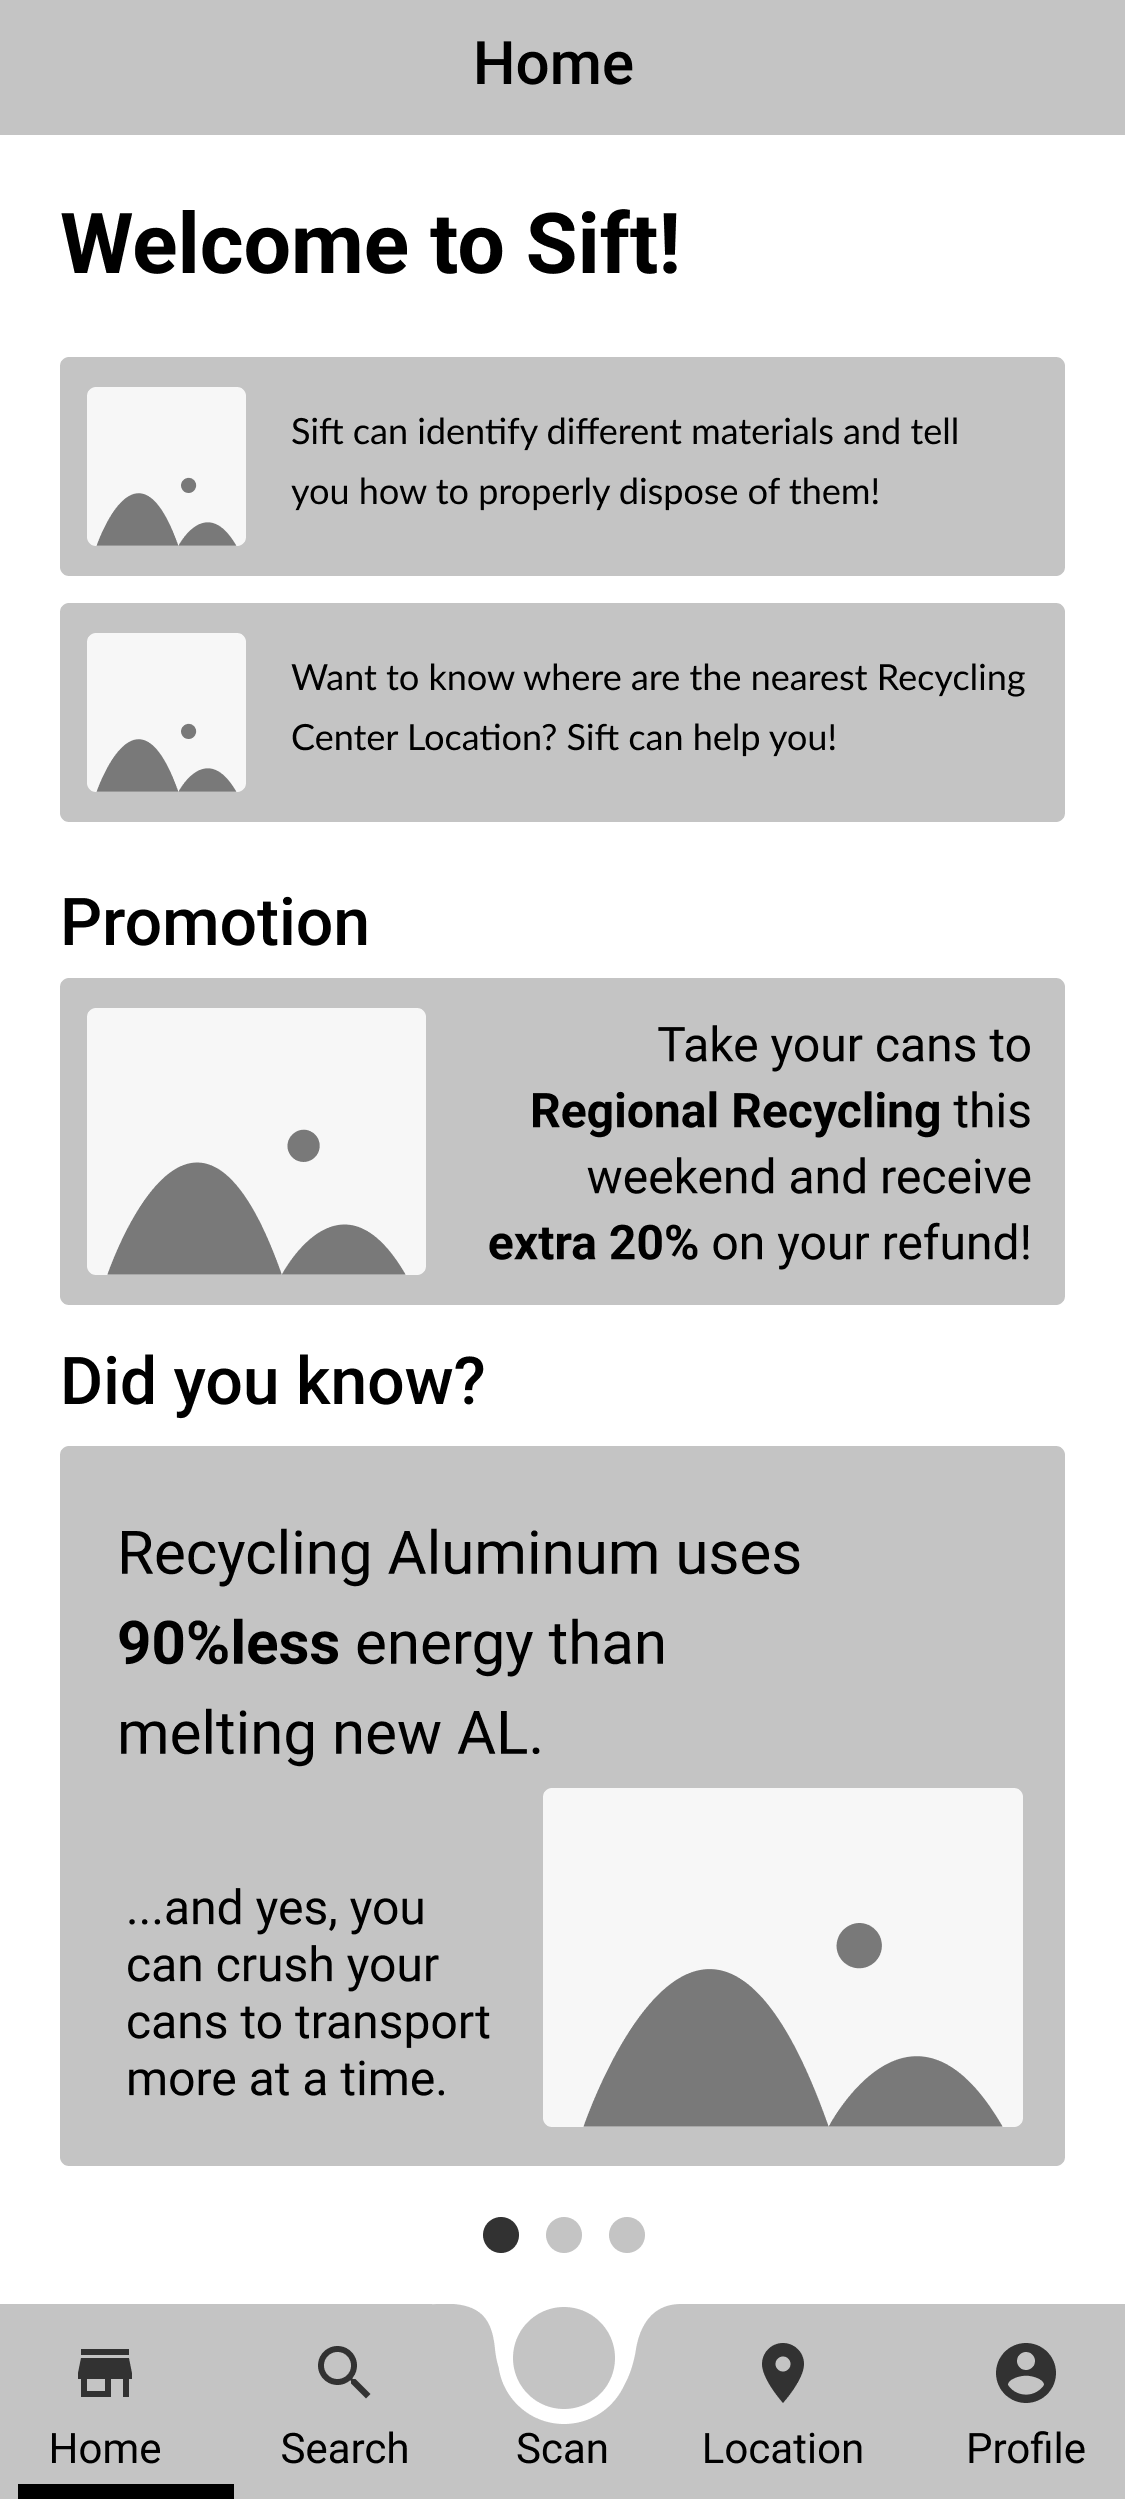 Home
Welcome to Sift!
Sift can identify different materials and tell
you how to properly dispose of them!
Want to know where are the nearest Recycling
Center Location? Sift can help you!
Promotion
Take your cans to
Regional Recycling this
weekend and receive
extra 20% on your refund!
Did you know?
Recycling Aluminum uses
90%less energy than
melting new AL.
...and yes, you
can crush your
cans to transport
more at a time.
Home Search Scan Location Profile